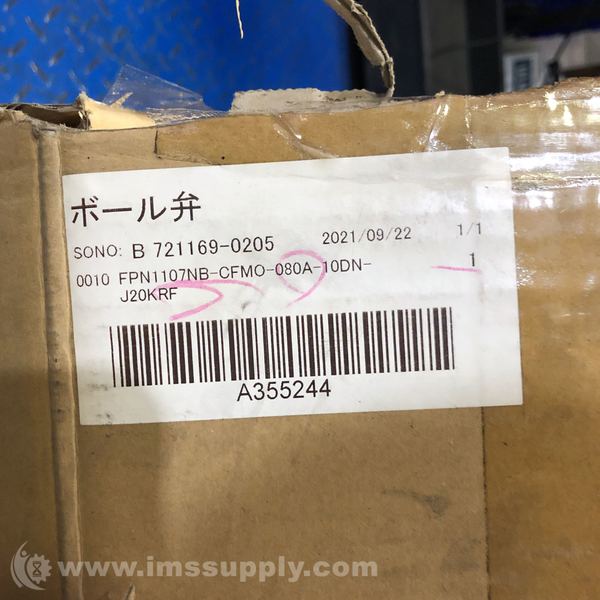 ボール弁
SONO: B 721169-0205 2021/09/22 1/1
0010 FPN1107NB-CFMO-080A-10DN- 1
J20KRF
A355244
www.imssupply.com